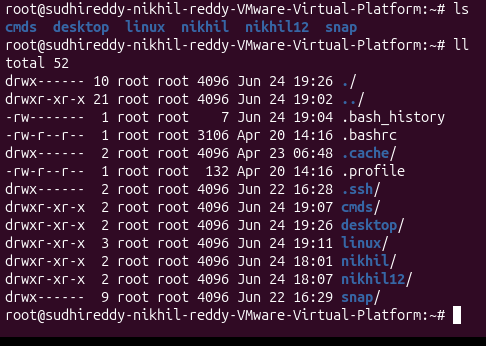 root@sudhireddy-nikhil-reddy-VMware-Virtual-Platform:~# ls
cmds  desktop  linux  nikhil  nikhil12  snap
root@sudhireddy-nikhil-reddy-VMware-Virtual-Platform:~# ll
total 52
drwx------ 10 root root 4096 Jun 24 19:26 ./
drwxr-xr-x 21 root root 4096 Jun 24 19:02 ../
-rw-------  1 root root    7 Jun 24 19:04 .bash_history
-rw-r--r--  1 root root 3106 Apr 20 14:16 .bashrc
drwx------  2 root root 4096 Apr 23 06:48 .cache/
-rw-r--r--  1 root root  132 Apr 20 14:16 .profile
drwx------  2 root root 4096 Jun 22 16:28 .ssh/
drwxr-xr-x  2 root root 4096 Jun 24 19:07 cmds/
drwxr-xr-x  2 root root 4096 Jun 24 19:26 desktop/
drwxr-xr-x  3 root root 4096 Jun 24 19:11 linux/
drwxr-xr-x  2 root root 4096 Jun 24 18:01 nikhil/
drwxr-xr-x  2 root root 4096 Jun 24 18:07 nikhil12/
drwx------  9 root root 4096 Jun 22 16:29 snap/
root@sudhireddy-nikhil-reddy-VMware-Virtual-Platform:~#